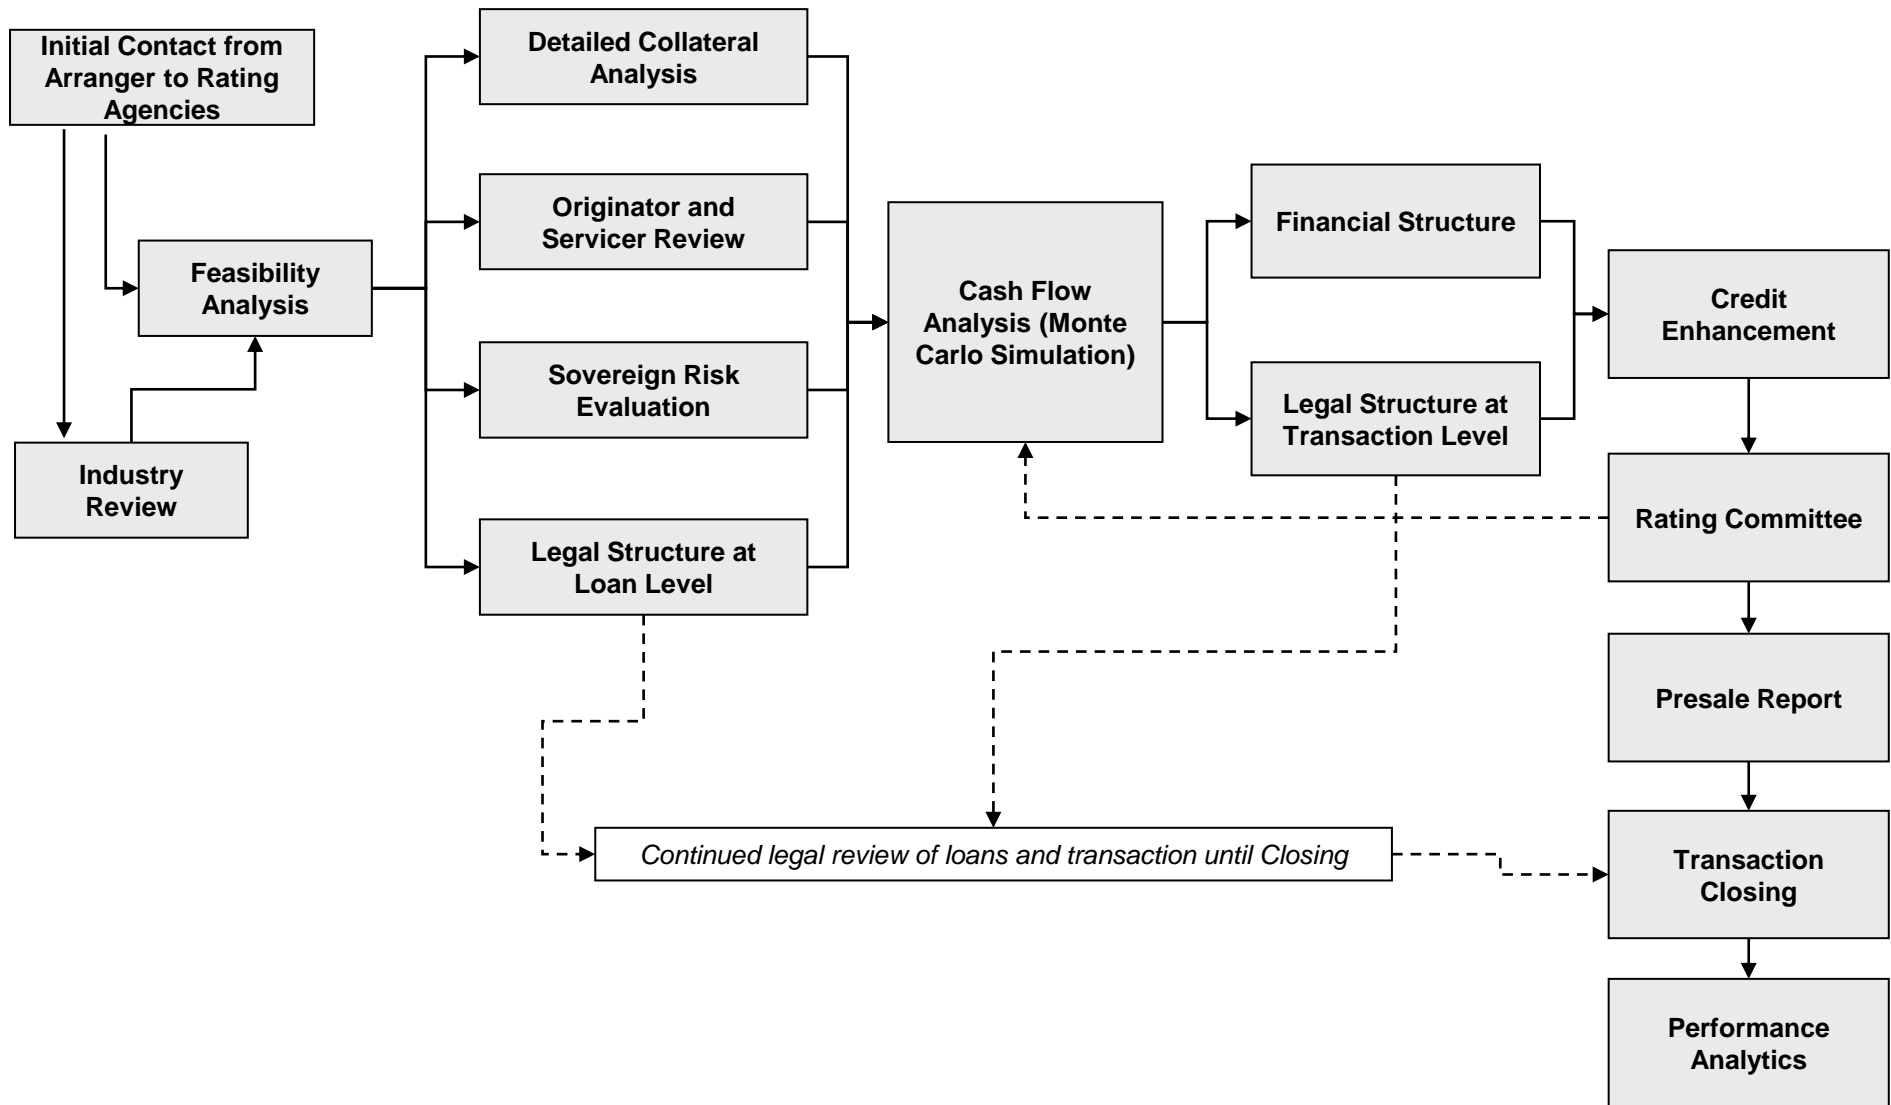 Initial Contact from
Arranger to Rating
Agencies
Industry
Review
Feasibility
Analysis
Detailed Collateral
Analysis
Originator and
Servicer Review
Sovereign Risk
Evaluation
Legal Structure at
Loan Level
Cash Flow
Analysis (Monte
Carlo Simulation)
Financial Structure
Legal Structure at
Transaction Level
Credit
Enhancement
Rating Committee
Presale Report
Continued legal review of loans and transaction until Closing
Transaction
Closing
Performance
Analytics